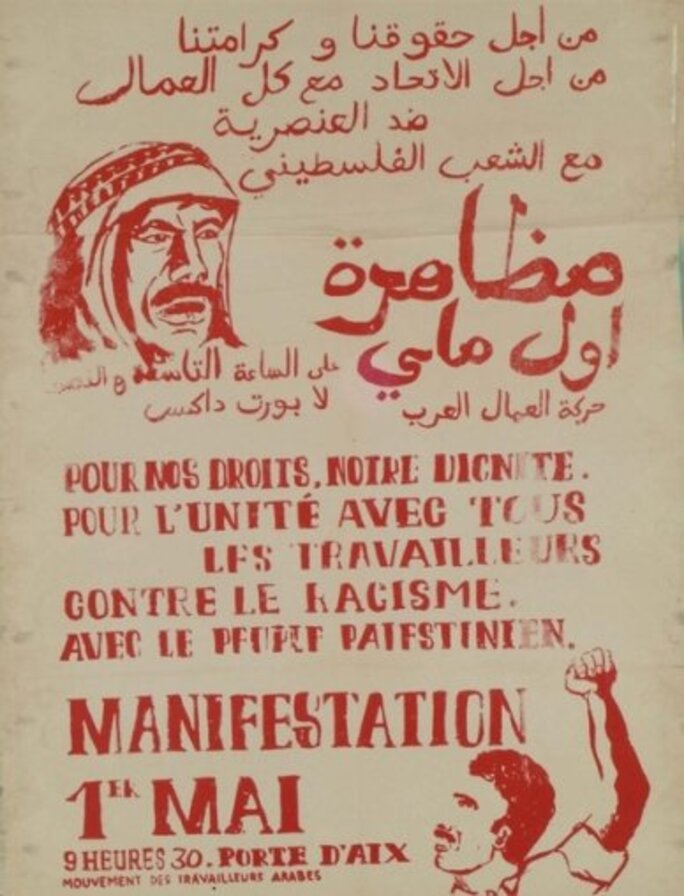 من اجل حقوقنا و كرامتنا
من اجل الاتحاد مع كل العمال
ضد العنصرية
مع الشعب الفلسطيني
مظاهرة
اول ماي
على الساعة التاسعة و النصف
لا بورت داكس
حركة العمال العرب
POUR NOS DROITS, NOTRE DIGNITE.
POUR L'UNITÉ AVEC TOUS
LES TRAVAILLEURS
CONTRE LE RACISME.
AVEC LE PEUPLE PALESTINIEN.
MANIFESTATION
1ER MAI
9 HEURES 30. PORTE D'AIX
MOUVEMENT DES TRAVAILLEURS ARABES